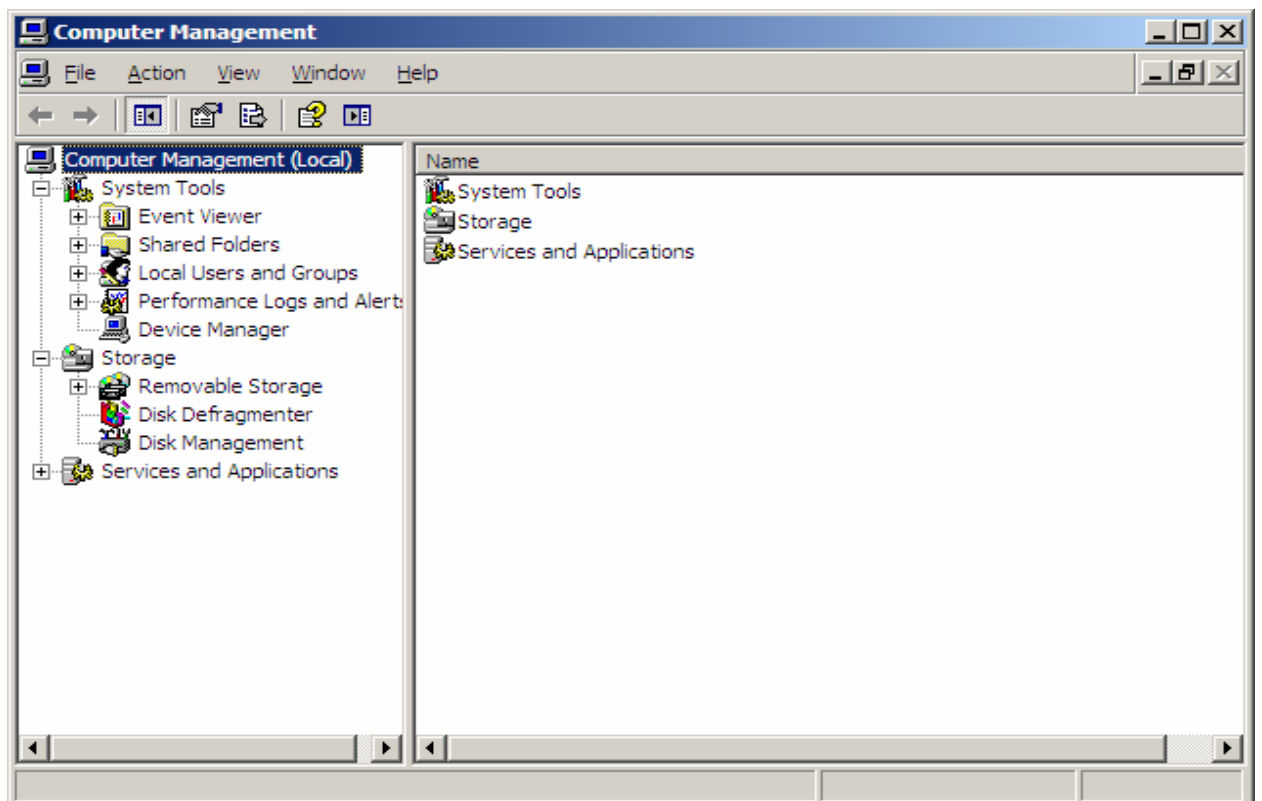 Computer Management
File Action View Window Help
Computer Management (Local)
System Tools
Event Viewer
Shared Folders
Local Users and Groups
Performance Logs and Alerts
Device Manager
Storage
Removable Storage
Disk Defragmenter
Disk Management
Services and Applications
Name
System Tools
Storage
Services and Applications